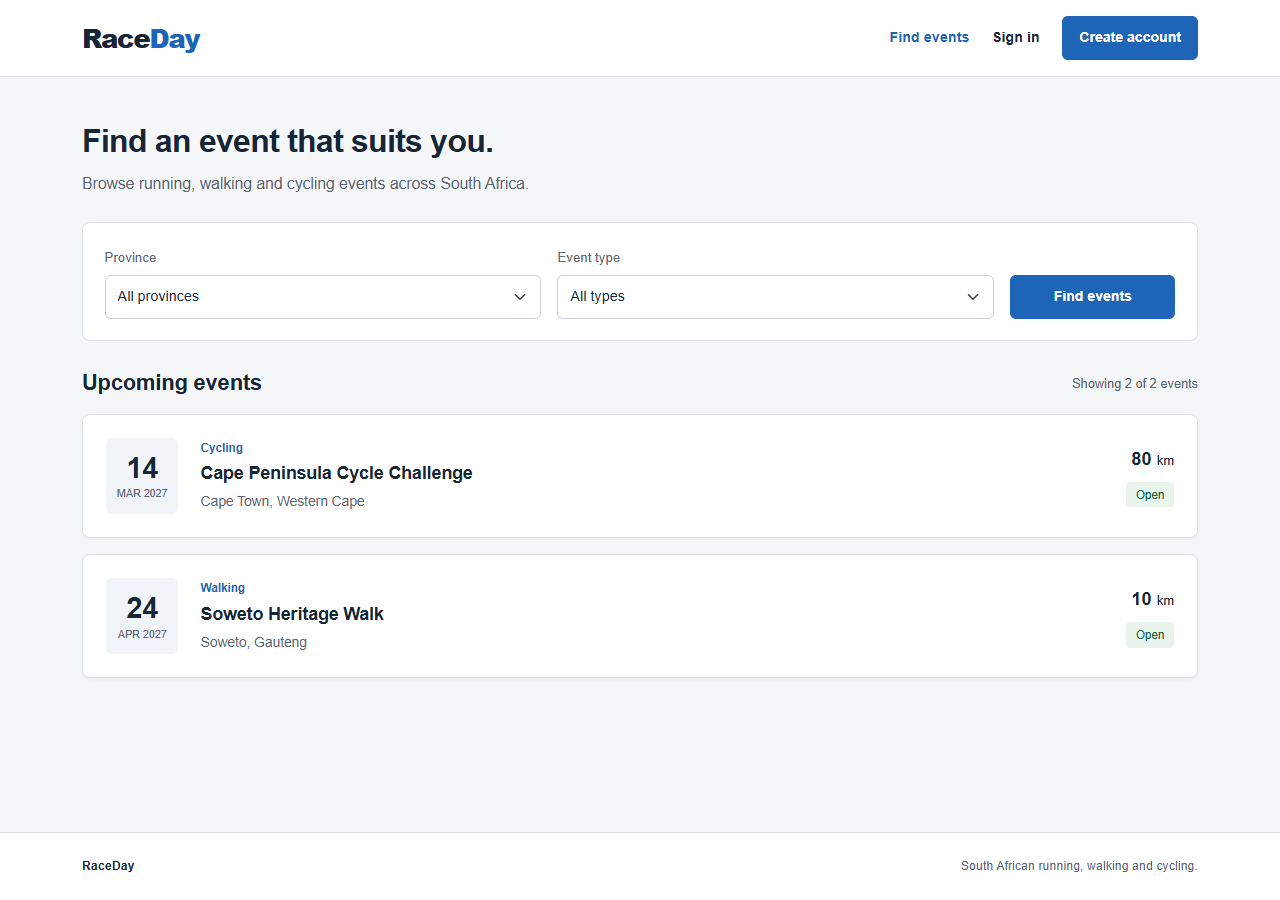 RaceDay
Find events
Sign in
Create account
Find an event that suits you.
Browse running, walking and cycling events across South Africa.
Province
Event type
All provinces
All types
Find events
Upcoming events
Showing 2 of 2 events
14
MAR 2027
Cycling
Cape Peninsula Cycle Challenge
Cape Town, Western Cape
80 km
Open
24
APR 2027
Walking
Soweto Heritage Walk
Soweto, Gauteng
10 km
Open
RaceDay
South African running, walking and cycling.